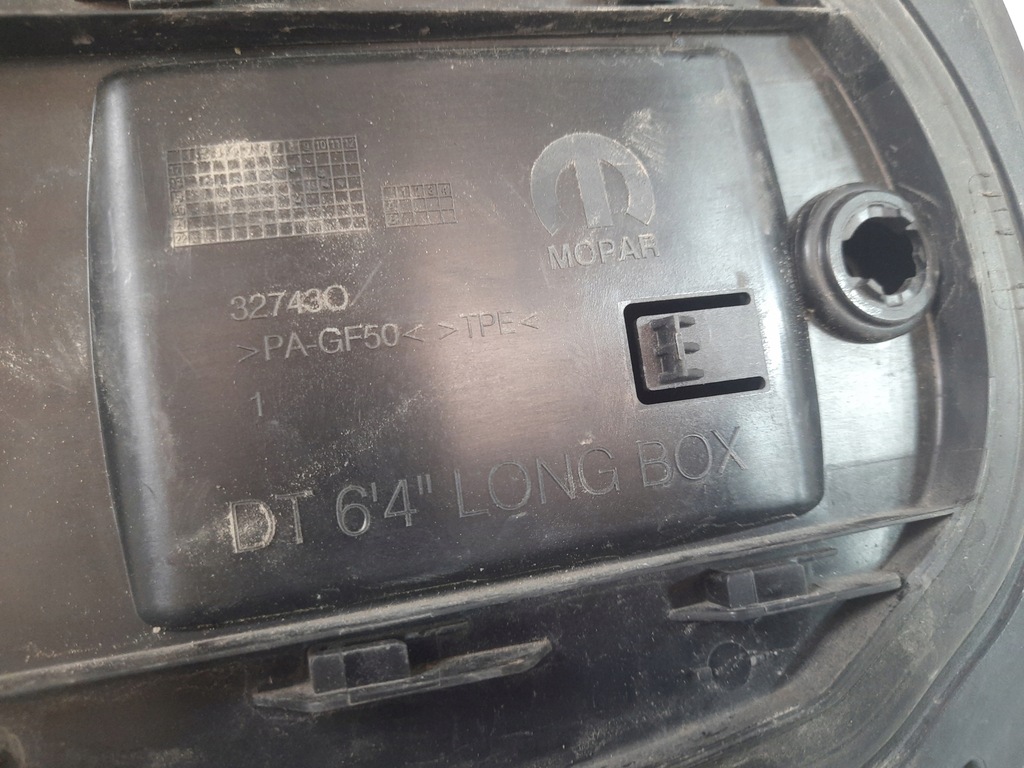 MOPAR
327430
>PA-GF50< >TPE<
1
DT 6'4" LONG BOX